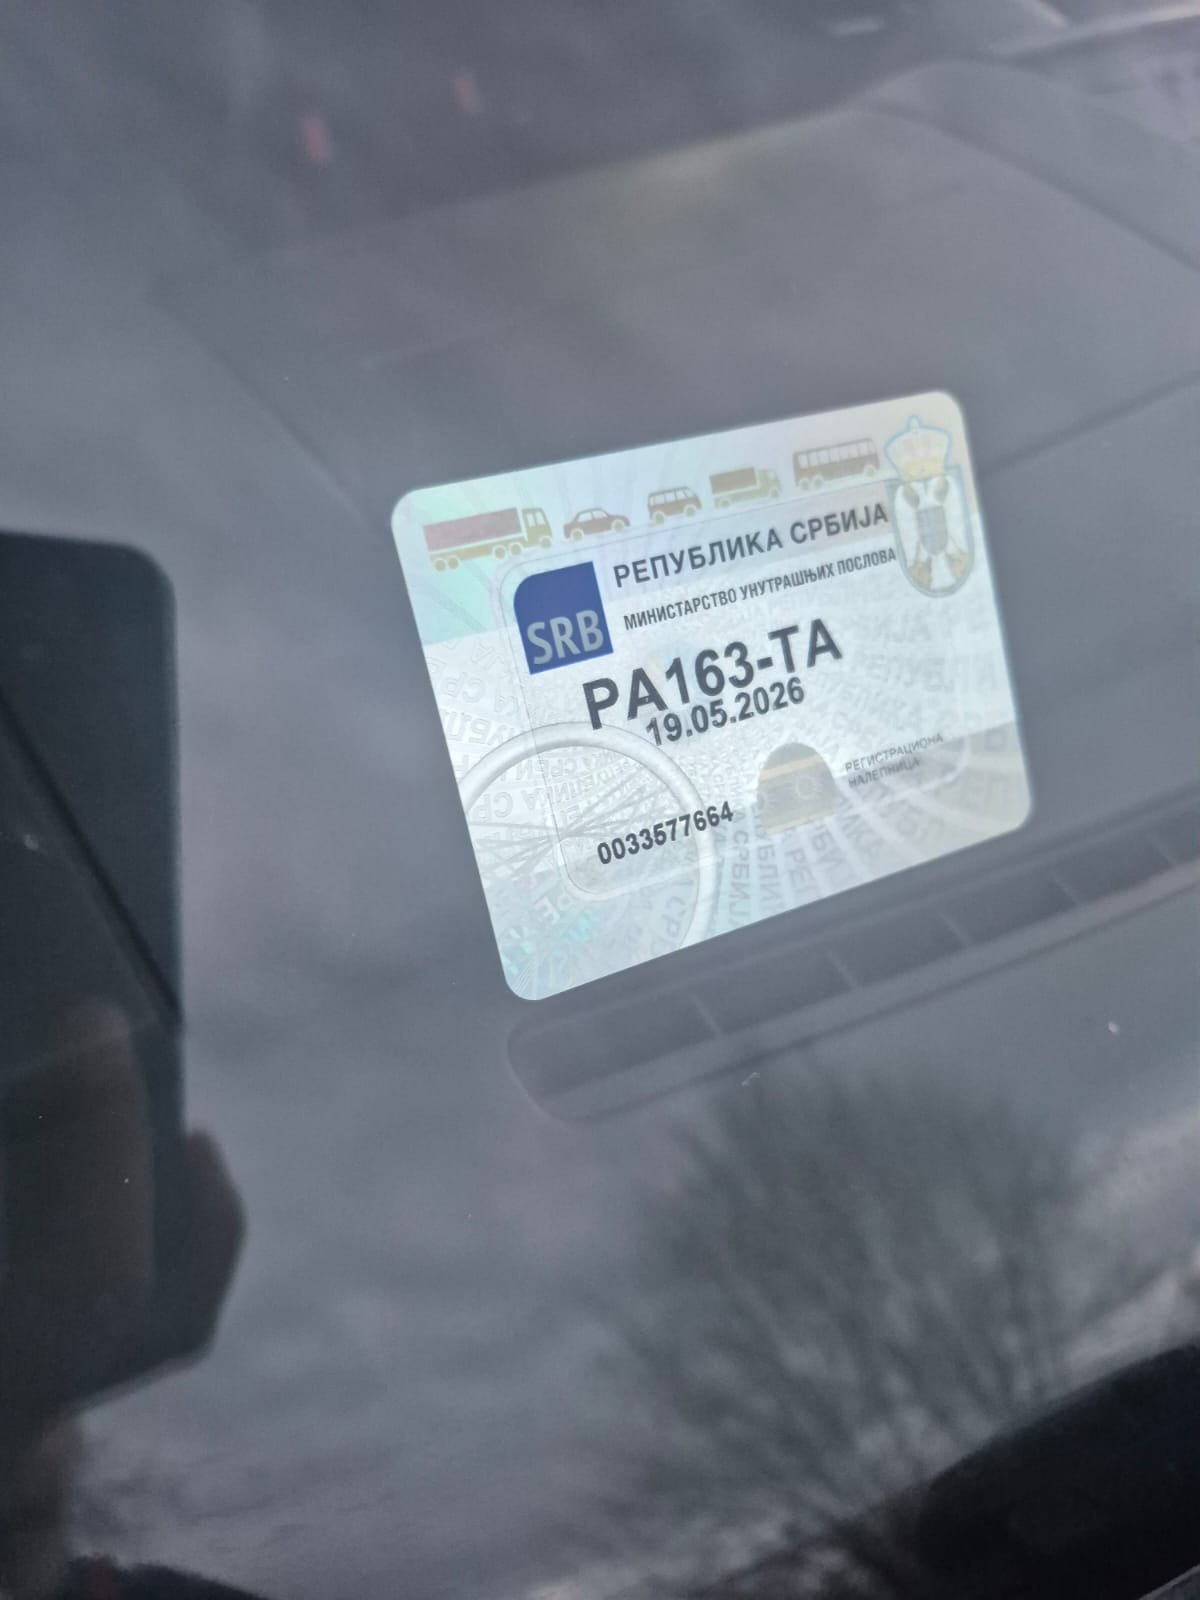 РЕПУБЛИКА СРБИЈА
МИНИСТАРСТВО УНУТРАШЊИХ ПОСЛОВА
SRB
PA163-TA
19.05.2026
РЕГИСТРАЦИОНА
НАЛЕПНИЦА
0033577664